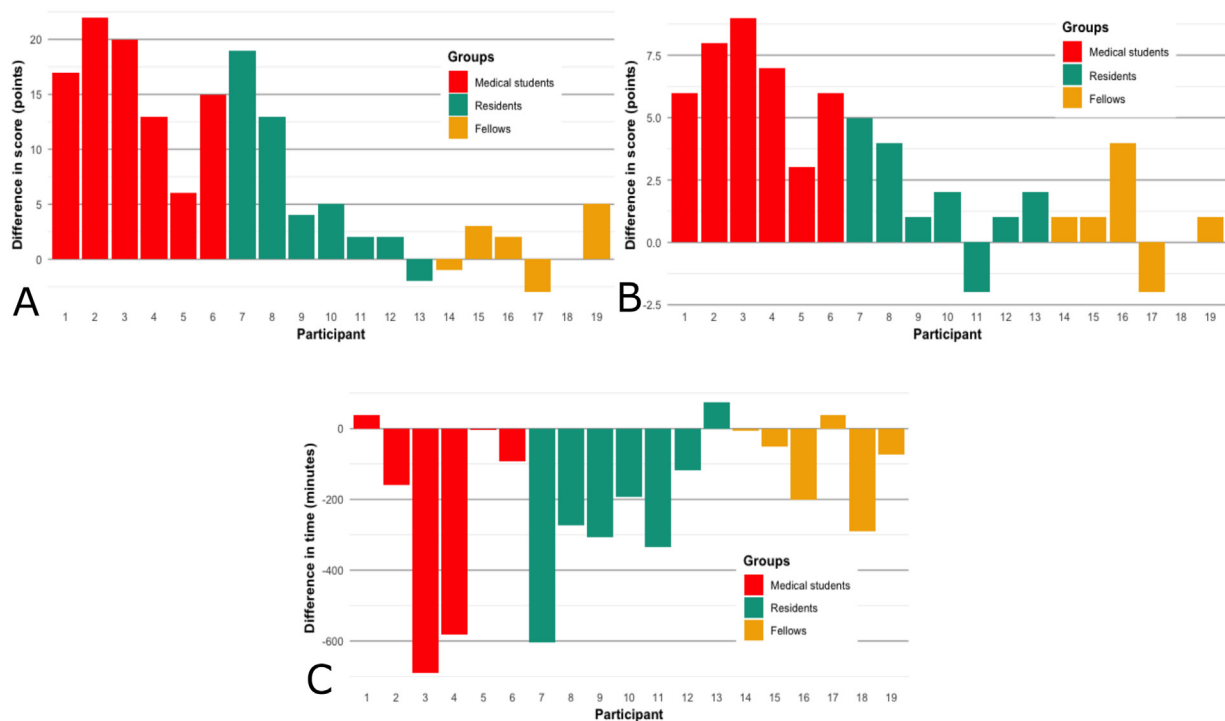 A
Difference in score (points)
20
15
10
5
0
Groups
Medical students
Residents
Fellows
1 2 3 4 5 6 7 8 9 10 11 12 13 14 15 16 17 18 19
Participant
B
Difference in score (points)
7.5
5.0
2.5
0.0
-2.5
Groups
Medical students
Residents
Fellows
1 2 3 4 5 6 7 8 9 10 11 12 13 14 15 16 17 18 19
Participant
C
Difference in time (minutes)
0
-200
-400
-600
Groups
Medical students
Residents
Fellows
1 2 3 4 5 6 7 8 9 10 11 12 13 14 15 16 17 18 19
Participant